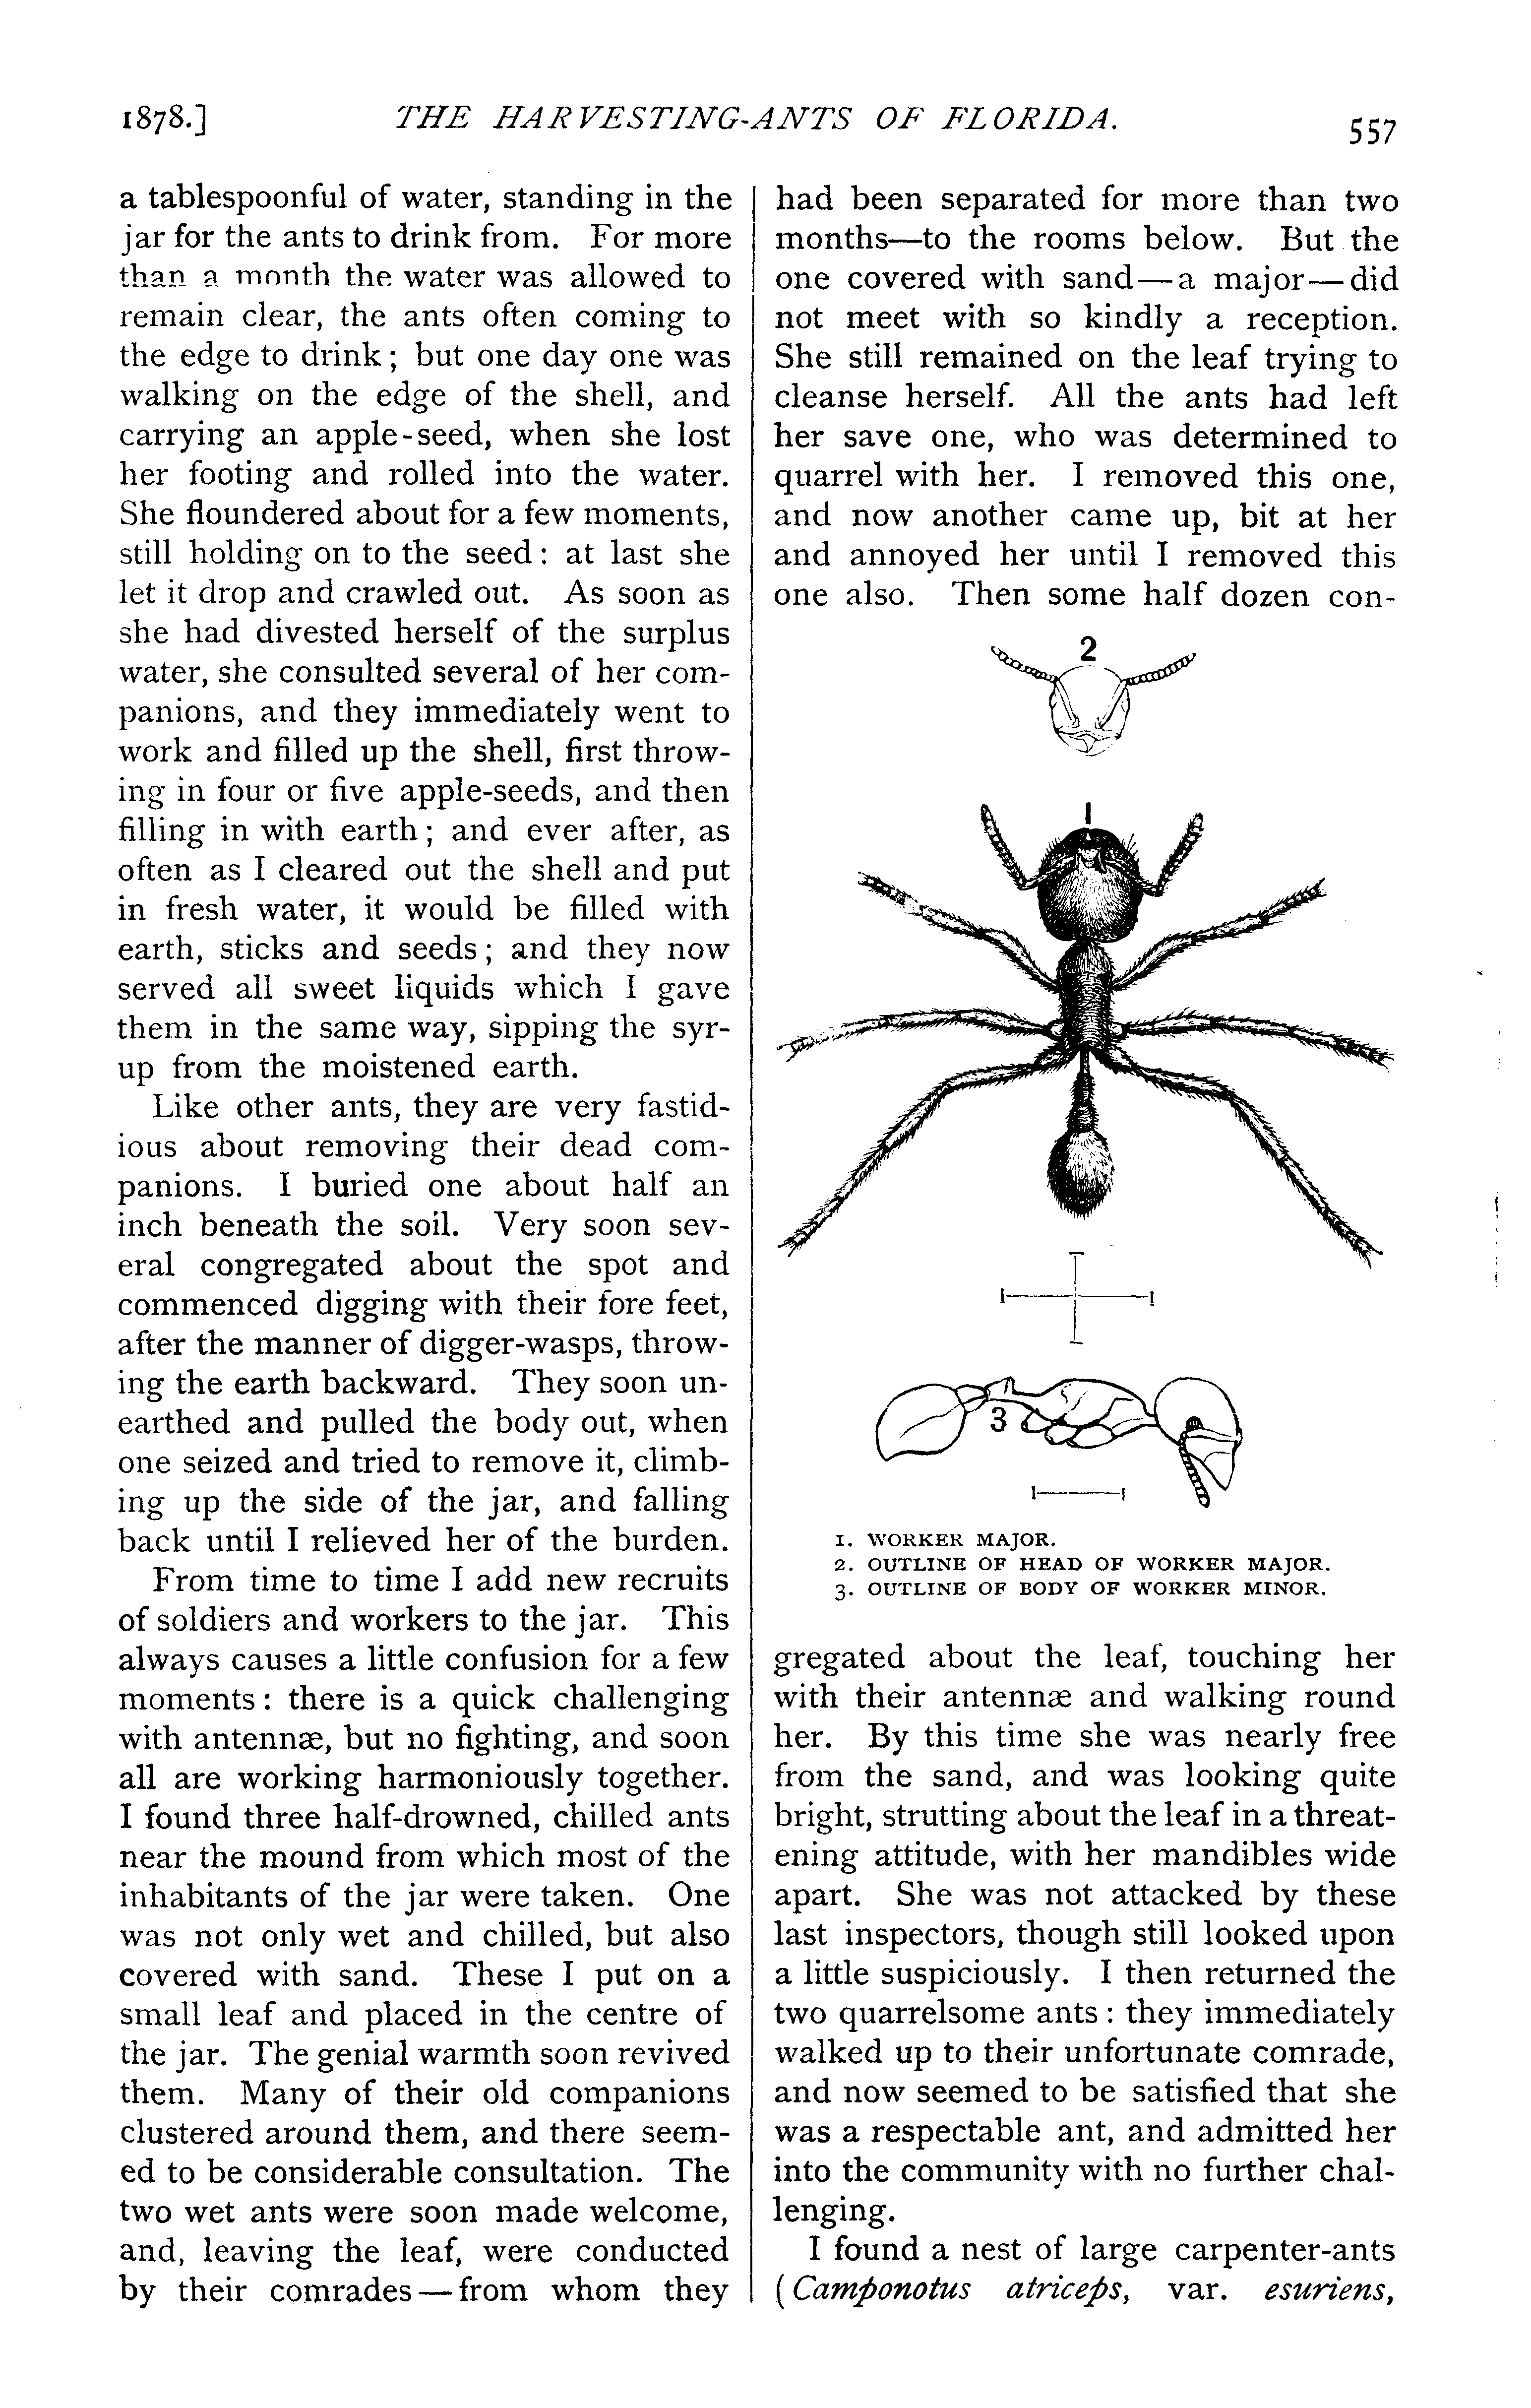 1878.] THE HARVESTING-ANTS OF FLORIDA. 557
a tablespoonful of water, standing in the
jar for the ants to drink from. For more
than a month the water was allowed to
remain clear, the ants often coming to
the edge to drink; but one day one was
walking on the edge of the shell, and
carrying an apple-seed, when she lost
her footing and rolled into the water.
She floundered about for a few moments,
still holding on to the seed: at last she
let it drop and crawled out. As soon as
she had divested herself of the surplus
water, she consulted several of her com-
panions, and they immediately went to
work and filled up the shell, first throw-
ing in four or five apple-seeds, and then
filling in with earth; and ever after, as
often as I cleared out the shell and put
in fresh water, it would be filled with
earth, sticks and seeds; and they now
served all sweet liquids which I gave
them in the same way, sipping the syr-
up from the moistened earth.
Like other ants, they are very fastid-
ious about removing their dead com-
panions. I buried one about half an
inch beneath the soil. Very soon sev-
eral congregated about the spot and
commenced digging with their fore feet,
after the manner of digger-wasps, throw-
ing the earth backward. They soon un-
earthed and pulled the body out, when
one seized and tried to remove it, climb-
ing up the side of the jar, and falling
back until I relieved her of the burden.
From time to time I add new recruits
of soldiers and workers to the jar. This
always causes a little confusion for a few
moments: there is a quick challenging
with antennæ, but no fighting, and soon
all are working harmoniously together.
I found three half-drowned, chilled ants
near the mound from which most of the
inhabitants of the jar were taken. One
was not only wet and chilled, but also
covered with sand. These I put on a
small leaf and placed in the centre of
the jar. The genial warmth soon revived
them. Many of their old companions
clustered around them, and there seem-
ed to be considerable consultation. The
two wet ants were soon made welcome,
and, leaving the leaf, were conducted
by their comrades—from whom they
had been separated for more than two
months—to the rooms below. But the
one covered with sand—a major—did
not meet with so kindly a reception.
She still remained on the leaf trying to
cleanse herself. All the ants had left
her save one, who was determined to
quarrel with her. I removed this one,
and now another came up, bit at her
and annoyed her until I removed this
one also. Then some half dozen con-
2
1
3
1. WORKER MAJOR.
2. OUTLINE OF HEAD OF WORKER MAJOR.
3. OUTLINE OF BODY OF WORKER MINOR.
gregated about the leaf, touching her
with their antennæ and walking round
her. By this time she was nearly free
from the sand, and was looking quite
bright, strutting about the leaf in a threat-
ening attitude, with her mandibles wide
apart. She was not attacked by these
last inspectors, though still looked upon
a little suspiciously. I then returned the
two quarrelsome ants: they immediately
walked up to their unfortunate comrade,
and now seemed to be satisfied that she
was a respectable ant, and admitted her
into the community with no further chal-
lenging.
I found a nest of large carpenter-ants
(Camponotus atriceps, var. esuriens,